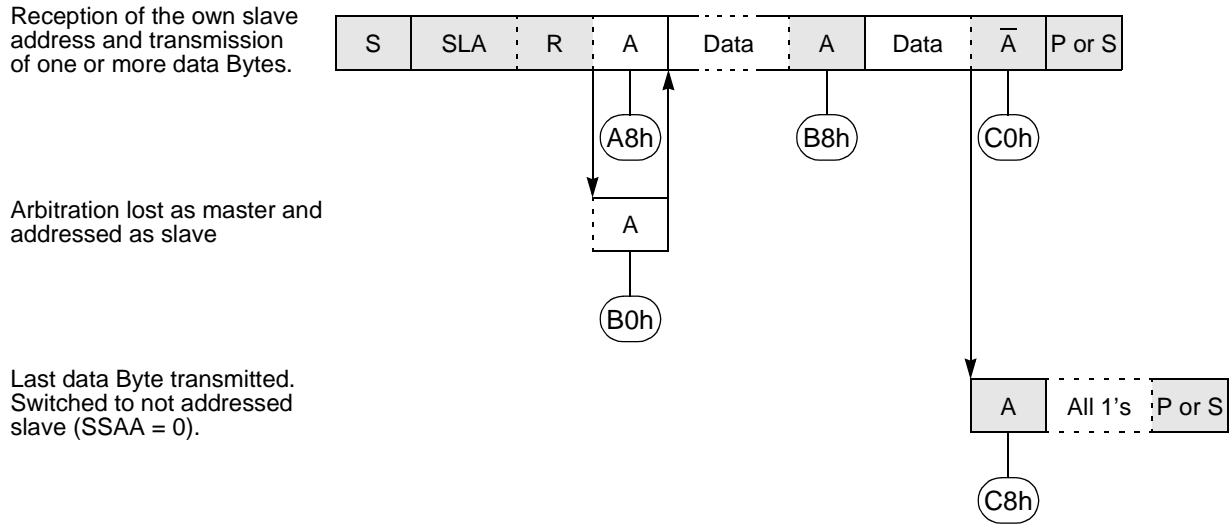 Reception of the own slave
address and transmission
of one or more data Bytes.
S SLA R A Data A Data A̅ P or S
A8h B8h C0h
Arbitration lost as master and
addressed as slave
A
B0h
Last data Byte transmitted.
Switched to not addressed
slave (SSAA = 0).
A All 1's P or S
C8h